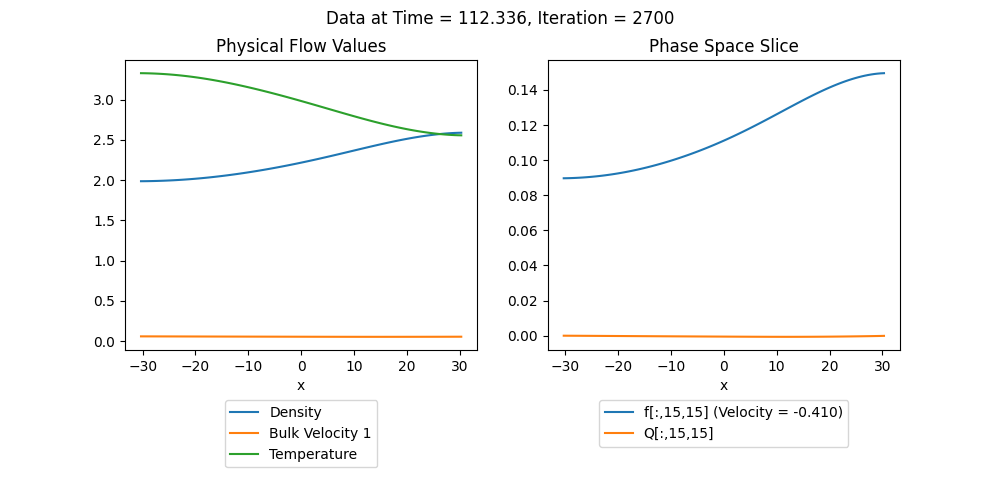 Data at Time = 112.336, Iteration = 2700
Physical Flow Values
3.0
2.5
2.0
1.5
1.0
0.5
0.0
−30 −20 −10 0 10 20 30
x
Density
Bulk Velocity 1
Temperature
Phase Space Slice
0.14
0.12
0.10
0.08
0.06
0.04
0.02
0.00
−30 −20 −10 0 10 20 30
x
f[:,15,15] (Velocity = -0.410)
Q[:,15,15]